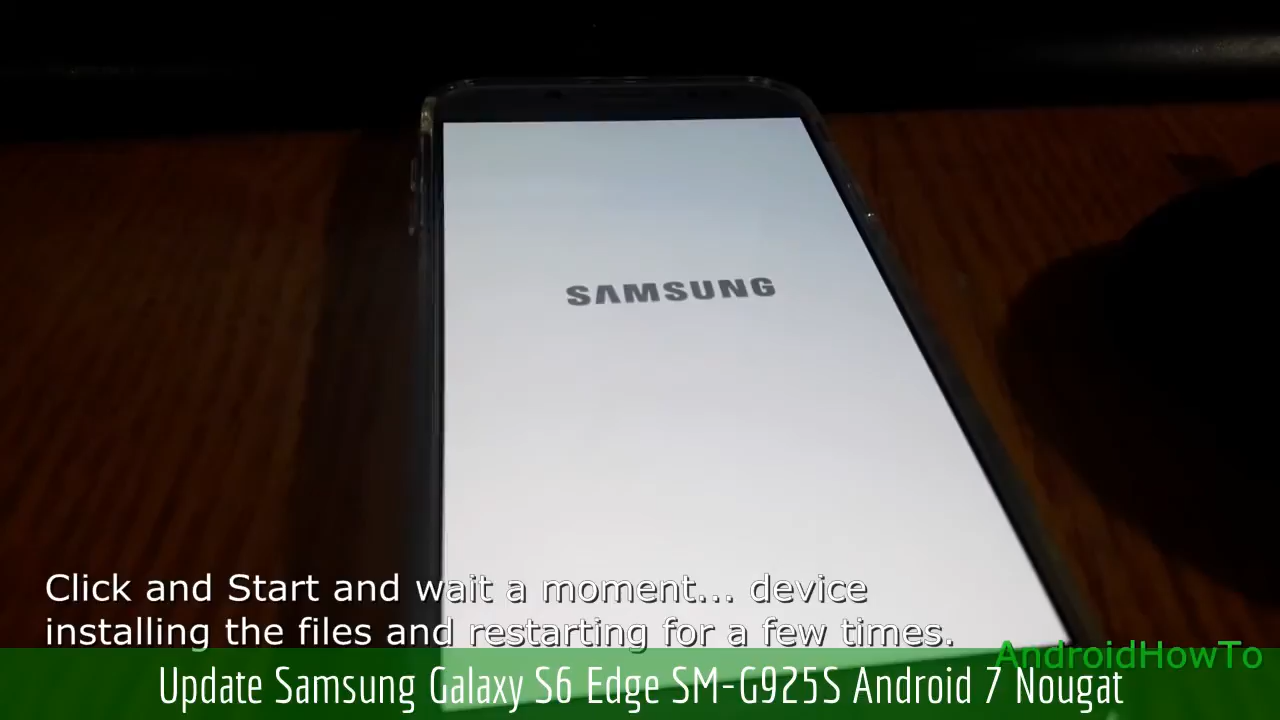 SAMSUNG
Click and Start and wait a moment... device
installing the files and restarting for a few times.
AndroidHowTo
Update Samsung Galaxy S6 Edge SM-G925S Android 7 Nougat